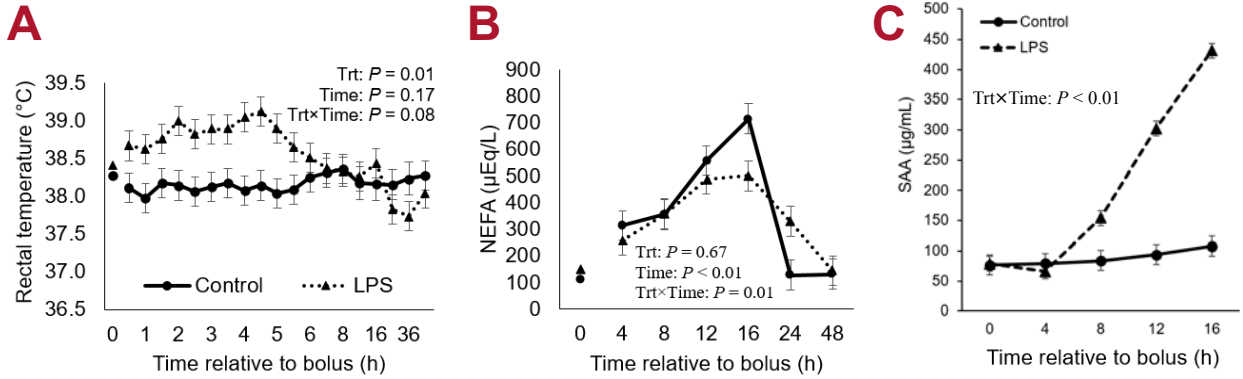 A
Rectal temperature (°C)
39.5
39.0
38.5
38.0
37.5
37.0
36.5
Trt: P = 0.01
Time: P = 0.17
Trt×Time: P = 0.08
Control
LPS
0 1 2 3 4 5 6 7 8 16 36
Time relative to bolus (h)
B
NEFA (µEq/L)
900
800
700
600
500
400
300
200
100
0
Trt: P = 0.67
Time: P < 0.01
Trt×Time: P = 0.01
0 4 8 12 16 24 48
Time relative to bolus (h)
C
SAA (µg/mL)
500
450
400
350
300
250
200
150
100
50
0
Control
LPS
Trt×Time: P < 0.01
0 4 8 12 16
Time relative to bolus (h)